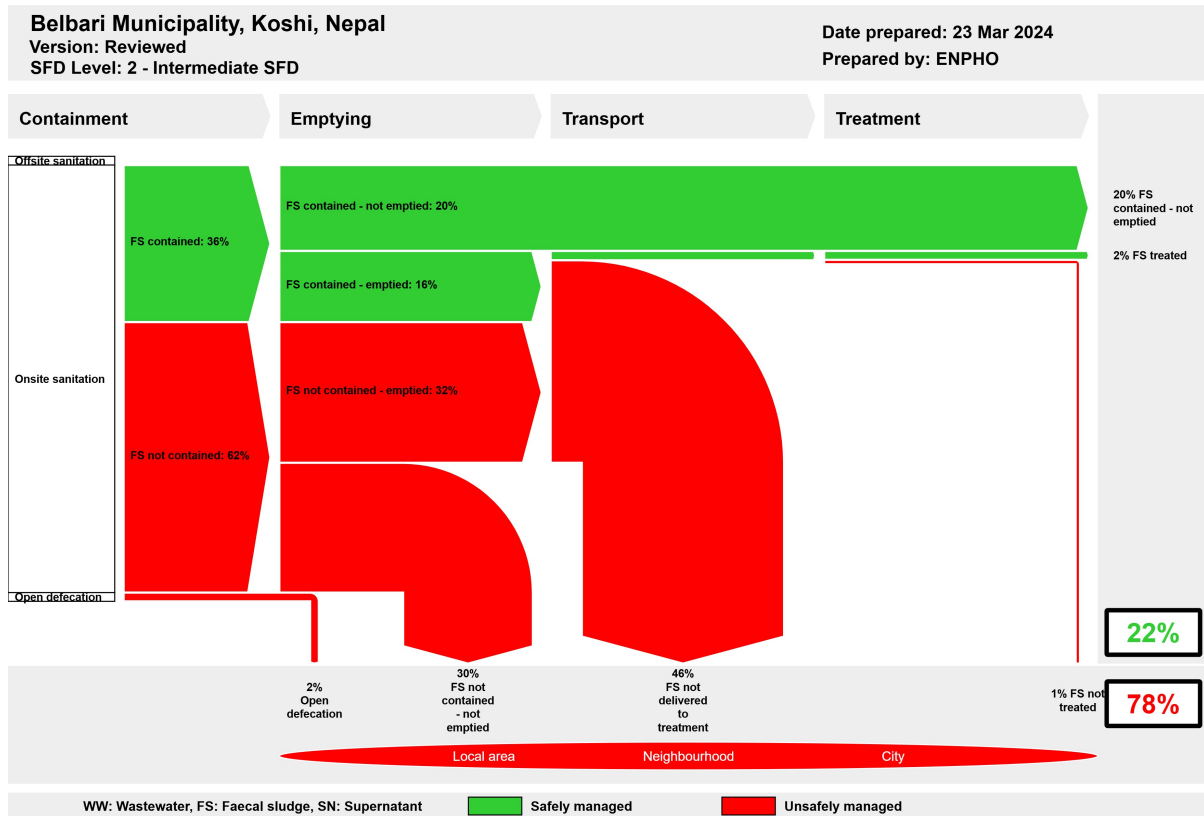 Belbari Municipality, Koshi, Nepal
Version: Reviewed
SFD Level: 2 - Intermediate SFD
Date prepared: 23 Mar 2024
Prepared by: ENPHO
Containment
Emptying
Transport
Treatment
Offsite sanitation
Onsite sanitation
Open defecation
FS contained: 36%
FS not contained: 62%
FS contained - not emptied: 20%
FS contained - emptied: 16%
FS not contained - emptied: 32%
20% FS
contained - not
emptied
2% FS treated
22%
78%
2%
Open
defecation
30%
FS not
contained
- not
emptied
46%
FS not
delivered
to
treatment
1% FS not
treated
Local area
Neighbourhood
City
WW: Wastewater, FS: Faecal sludge, SN: Supernatant
Safely managed
Unsafely managed